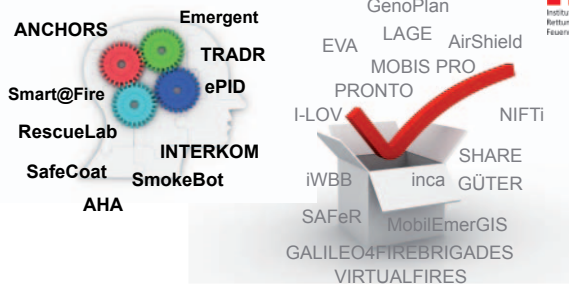 ANCHORS
Emergent
TRADR
Smart@Fire
ePID
RescueLab
INTERKOM
SafeCoat
SmokeBot
AHA
GenoPlan
EVA
LAGE
AirShield
MOBIS PRO
PRONTO
I-LOV
NIFTi
SHARE
iWBB
inca
GÜTER
SAFeR
MobilEmerGIS
GALILEO4FIREBRIGADES
VIRTUALFIRES